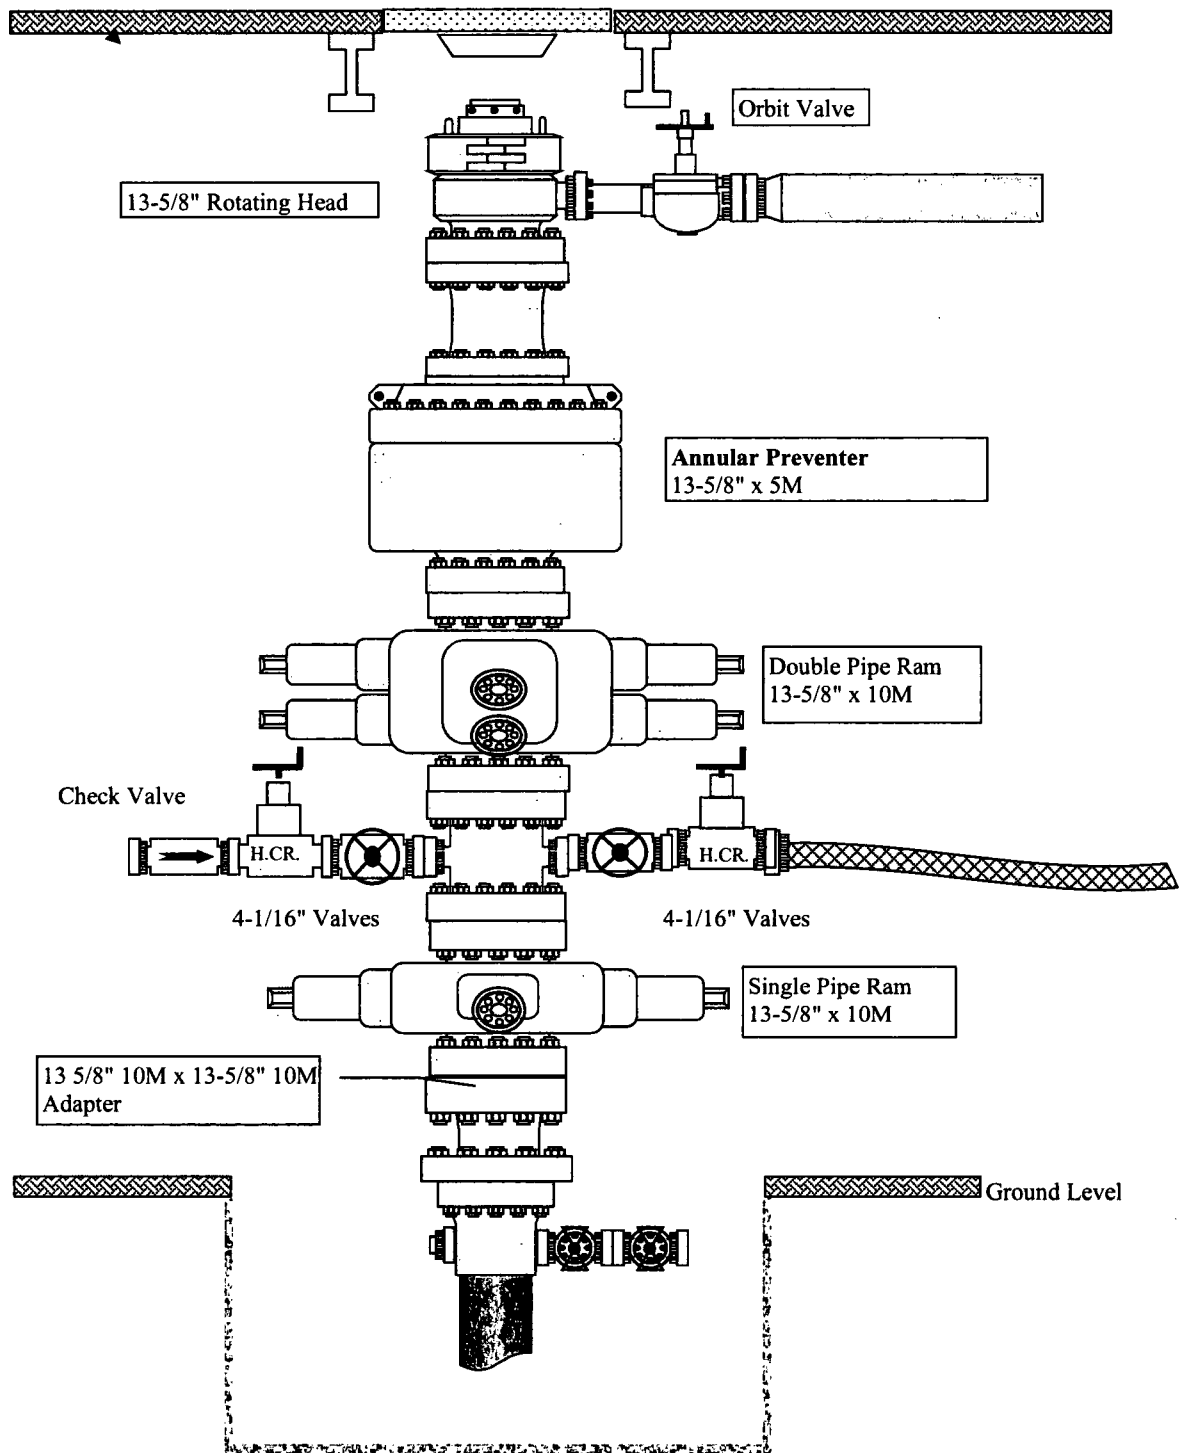 Orbit Valve
13-5/8" Rotating Head
Annular Preventer
13-5/8" x 5M
Double Pipe Ram
13-5/8" x 10M
Check Valve
H.CR.
H.CR.
4-1/16" Valves
4-1/16" Valves
Single Pipe Ram
13-5/8" x 10M
13 5/8" 10M x 13-5/8" 10M
Adapter
Ground Level